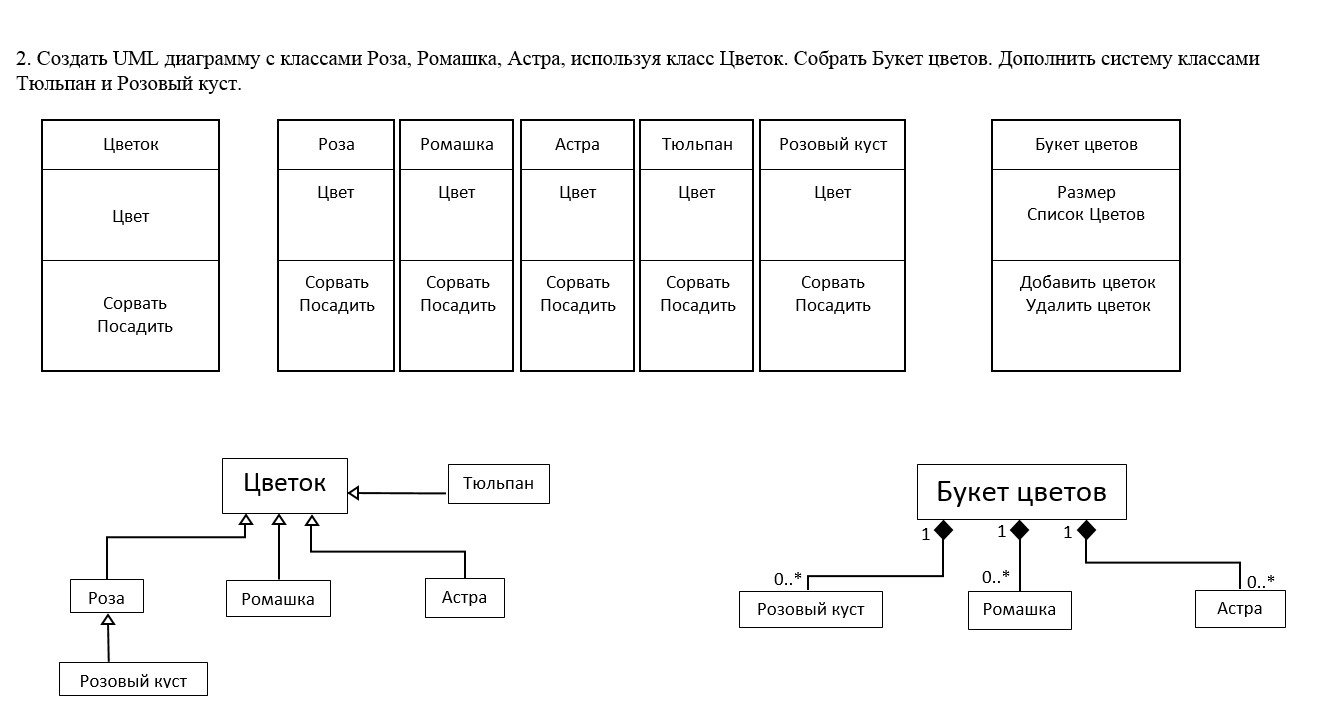 2. Создать UML диаграмму с классами Роза, Ромашка, Астра, используя класс Цветок. Собрать Букет цветов. Дополнить систему классами
Тюльпан и Розовый куст.
Цветок
Цвет
Сорвать
Посадить
Роза
Цвет
Сорвать
Посадить
Ромашка
Цвет
Сорвать
Посадить
Астра
Цвет
Сорвать
Посадить
Тюльпан
Цвет
Сорвать
Посадить
Розовый куст
Цвет
Сорвать
Посадить
Букет цветов
Размер
Список Цветов
Добавить цветок
Удалить цветок
Цветок
Тюльпан
Роза
Ромашка
Астра
Розовый куст
Букет цветов
1
1
1
0..*
0..*
0..*
Розовый куст
Ромашка
Астра